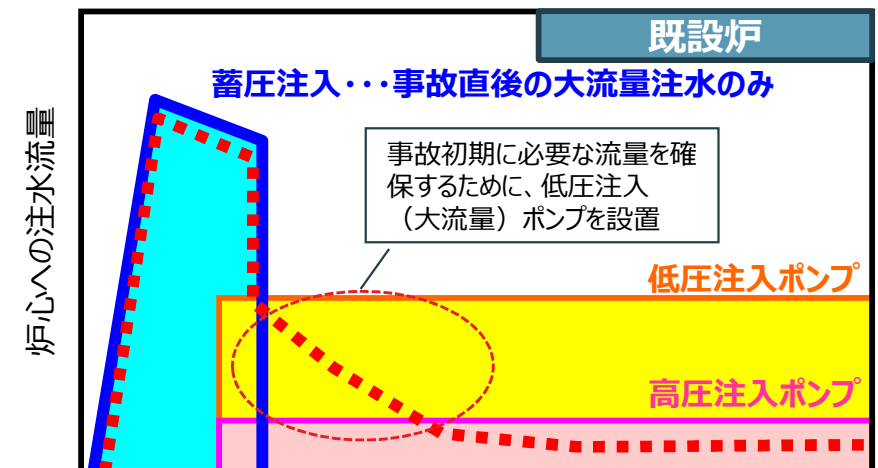 既設炉
蓄圧注入・・・事故直後の大流量注水のみ
炉心への注水流量
事故初期に必要な流量を確
保するために、低圧注入
（大流量）ポンプを設置
低圧注入ポンプ
高圧注入ポンプ